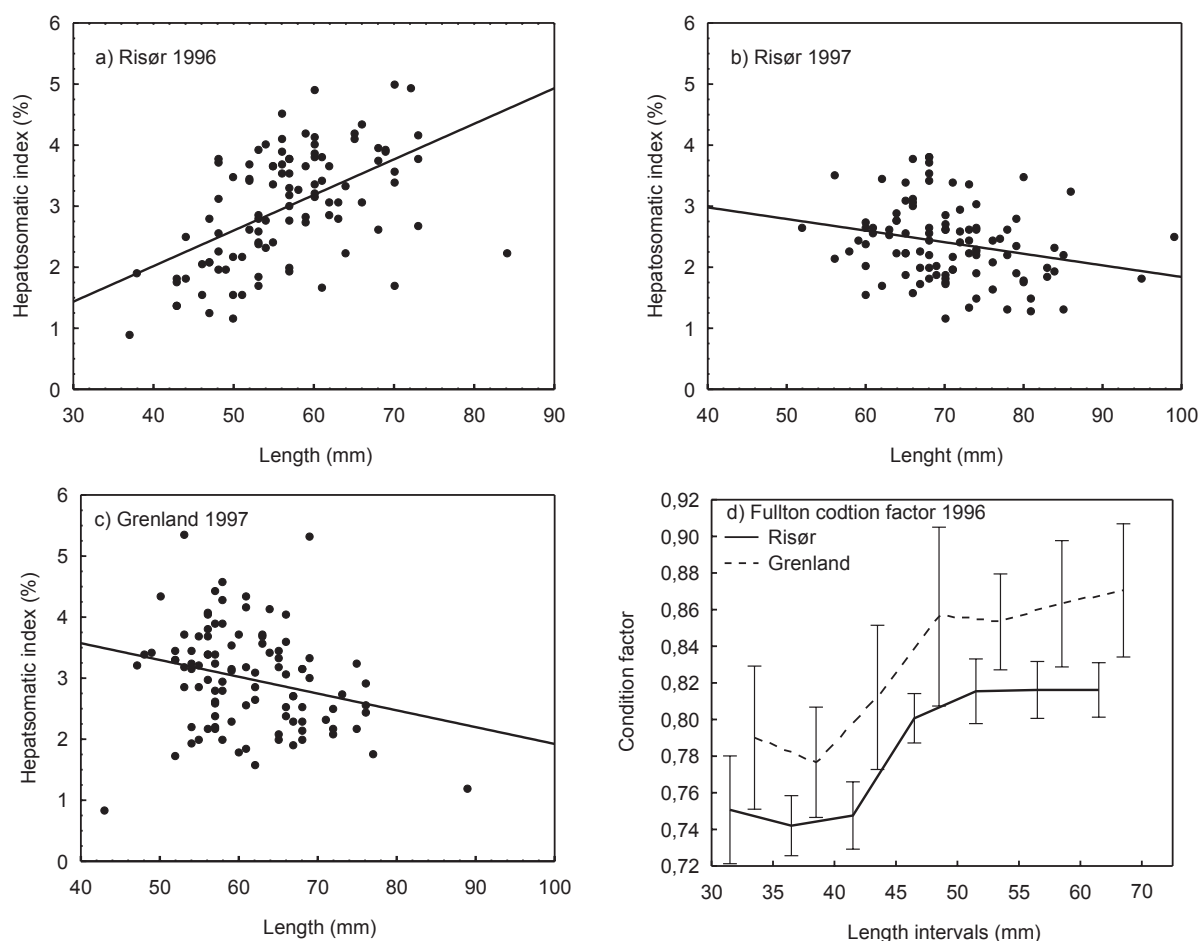 a) Risør 1996
Hepatosomatic index (%)
6
5
4
3
2
1
0
30 40 50 60 70 80 90
Length (mm)
b) Risør 1997
Hepatosomatic index (%)
6
5
4
3
2
1
0
40 50 60 70 80 90 100
Lenght (mm)
c) Grenland 1997
Hepatsomatic index (%)
6
5
4
3
2
1
0
40 50 60 70 80 90 100
Length (mm)
d) Fullton codtion factor 1996
Risør
Grenland
Condition factor
0,92
0,90
0,88
0,86
0,84
0,82
0,80
0,78
0,76
0,74
0,72
30 35 40 45 50 55 60 65 70
Length intervals (mm)